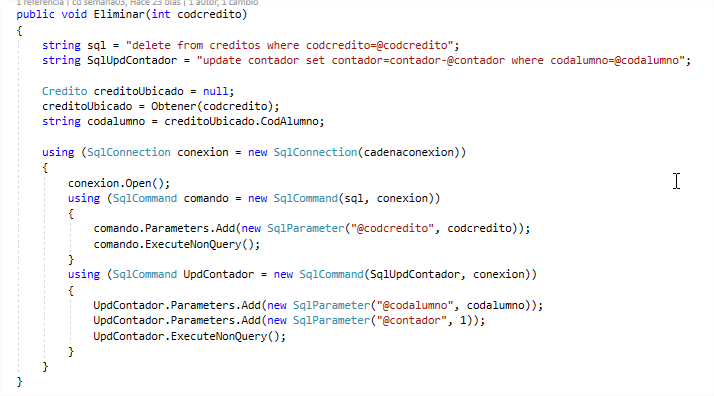 1 referencia | cd semana03, Hace 23 días | 1 autor, 1 cambio
public void Eliminar(int codcredito)
{
string sql = "delete from creditos where codcredito=@codcredito";
string SqlUpdContador = "update contador set contador=contador-@contador where codalumno=@codalumno";
Credito creditoUbicado = null;
creditoUbicado = Obtener(codcredito);
string codalumno = creditoUbicado.CodAlumno;
using (SqlConnection conexion = new SqlConnection(cadenaconexion))
{
conexion.Open();
using (SqlCommand comando = new SqlCommand(sql, conexion))
{
comando.Parameters.Add(new SqlParameter("@codcredito", codcredito));
comando.ExecuteNonQuery();
}
using (SqlCommand UpdContador = new SqlCommand(SqlUpdContador, conexion))
{
UpdContador.Parameters.Add(new SqlParameter("@codalumno", codalumno));
UpdContador.Parameters.Add(new SqlParameter("@contador", 1));
UpdContador.ExecuteNonQuery();
}
}
}